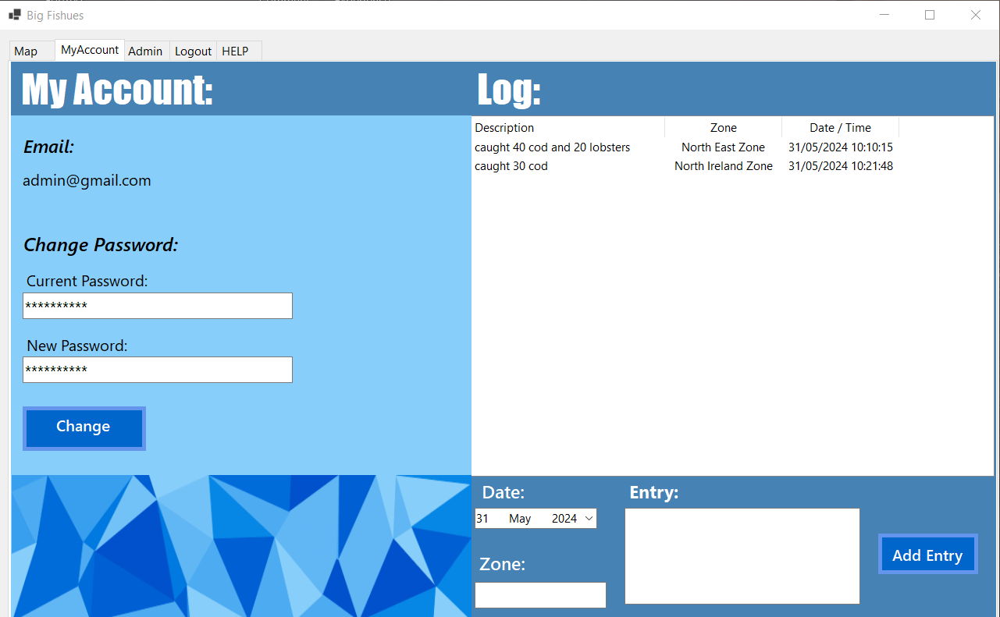 Big Fishues
Map MyAccount Admin Logout HELP
My Account:
Email:
admin@gmail.com
Change Password:
Current Password:
**********
New Password:
**********
Change
Log:
Description Zone Date / Time
caught 40 cod and 20 lobsters North East Zone 31/05/2024 10:10:15
caught 30 cod North Ireland Zone 31/05/2024 10:21:48
Date:
31 May 2024
Zone:
Entry:
Add Entry